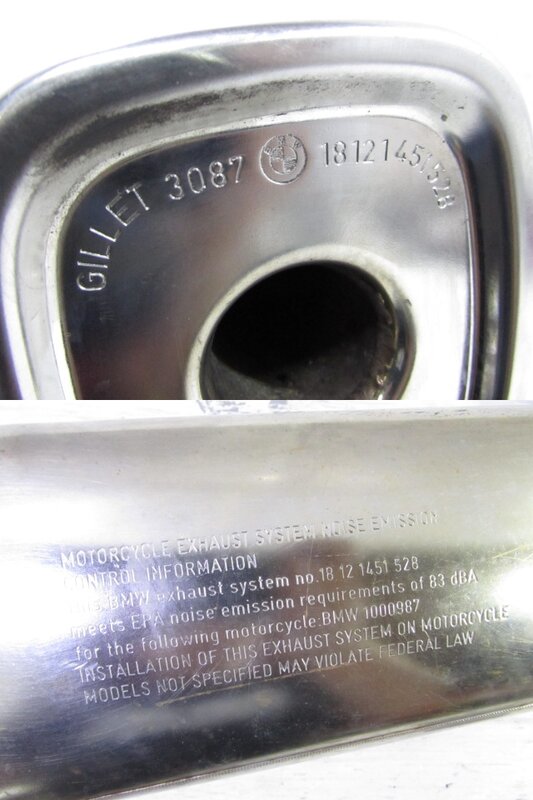 GILLET 3087 18121451528
MOTORCYCLE EXHAUST SYSTEM NOISE EMISSION
CONTROL INFORMATION
This BMW exhaust system no.18 12 1451 528
meets EPA noise emission requirements of 83 dBA
for the following motorcycle:BMW 1000987
INSTALLATION OF THIS EXHAUST SYSTEM ON MOTORCYCLE
MODELS NOT SPECIFIED MAY VIOLATE FEDERAL LAW